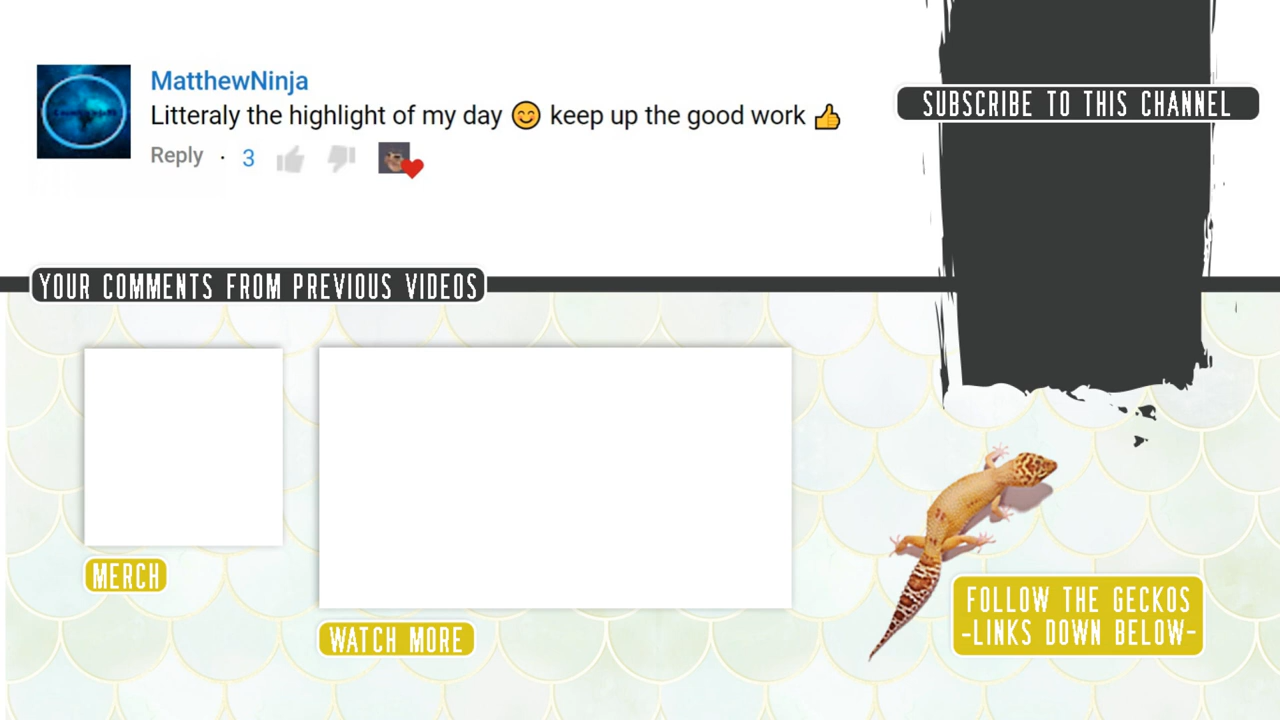 MatthewNinja
Litteraly the highlight of my day 😊 keep up the good work 👍
Reply · 3
SUBSCRIBE TO THIS CHANNEL
YOUR COMMENTS FROM PREVIOUS VIDEOS
MERCH
WATCH MORE
FOLLOW THE GECKOS
-LINKS DOWN BELOW-